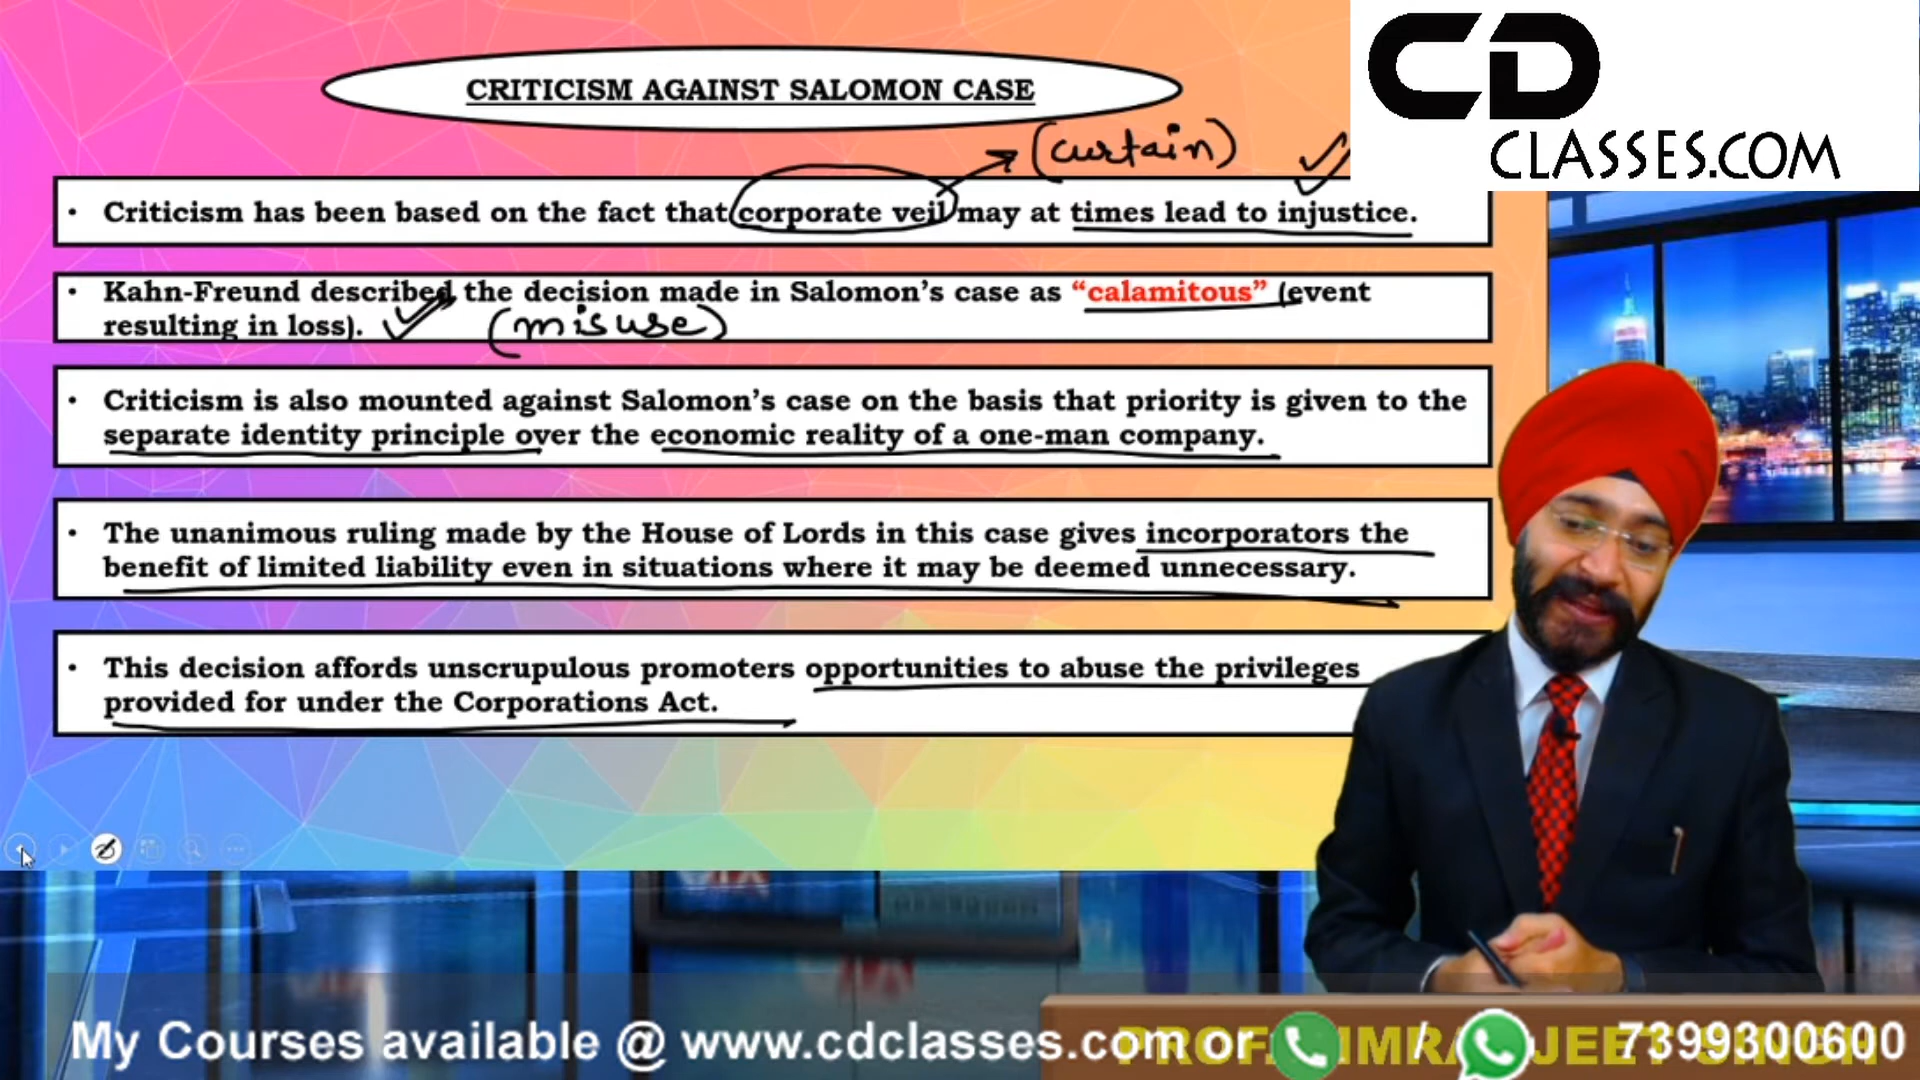 CD
CLASSES.COM
CRITICISM AGAINST SALOMON CASE
(curtain)
• Criticism has been based on the fact that corporate veil may at times lead to injustice.
• Kahn-Freund described the decision made in Salomon's case as “calamitous” (event
resulting in loss).
(misuse)
• Criticism is also mounted against Salomon's case on the basis that priority is given to the
separate identity principle over the economic reality of a one-man company.
• The unanimous ruling made by the House of Lords in this case gives incorporators the
benefit of limited liability even in situations where it may be deemed unnecessary.
• This decision affords unscrupulous promoters opportunities to abuse the privileges
provided for under the Corporations Act.
My Courses available @ www.cdclasses.com or / 7399300600